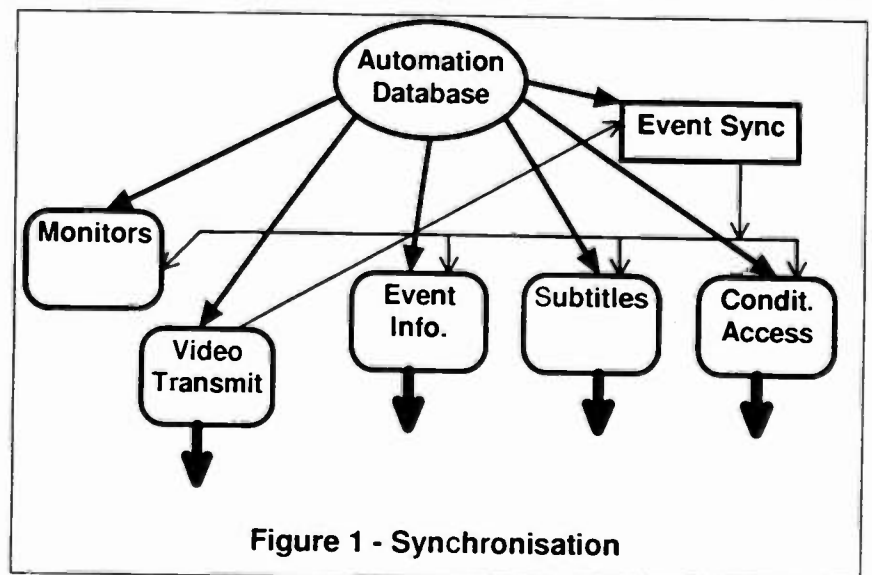 Automation
Database
Event Sync
Monitors
Event
Info.
Subtitles
Condit.
Access
Video
Transmit
Figure 1 - Synchronisation